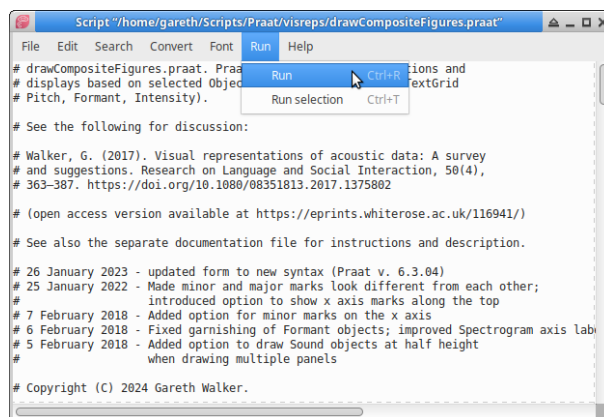 Script "/home/gareth/Scripts/Praat/visreps/drawCompositeFigures.praat"
File Edit Search Convert Font Run Help
Run Ctrl+R
Run selection Ctrl+T
# drawCompositeFigures.praat. Praa tions and
# displays based on selected Objec TextGrid
# Pitch, Formant, Intensity).
# See the following for discussion:
# Walker, G. (2017). Visual representations of acoustic data: A survey
# and suggestions. Research on Language and Social Interaction, 50(4),
# 363–387. https://doi.org/10.1080/08351813.2017.1375802
# (open access version available at https://eprints.whiterose.ac.uk/116941/)
# See also the separate documentation file for instructions and description.
# 26 January 2023 - updated form to new syntax (Praat v. 6.3.04)
# 25 January 2022 - Made minor and major marks look different from each other;
# introduced option to show x axis marks along the top
# 7 February 2018 - Added option for minor marks on the x axis
# 6 February 2018 - Fixed garnishing of Formant objects; improved Spectrogram axis labe
# 5 February 2018 - Added option to draw Sound objects at half height
# when drawing multiple panels
# Copyright (C) 2024 Gareth Walker.